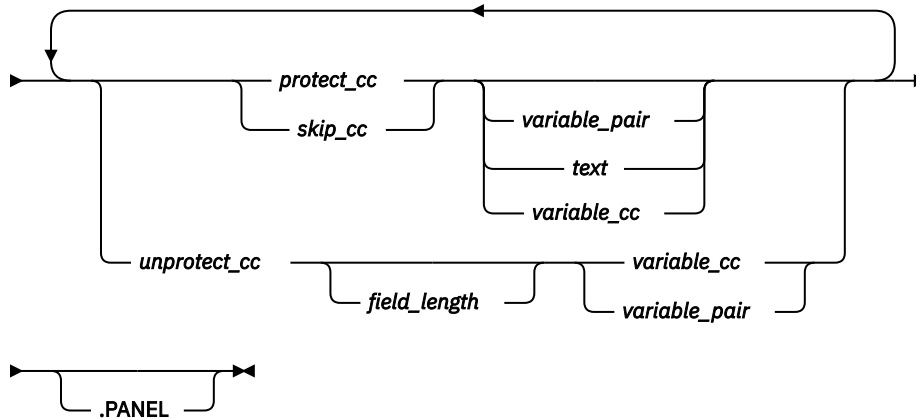 protect_cc
skip_cc
variable_pair
text
variable_cc
unprotect_cc
field_length
variable_cc
variable_pair
.PANEL